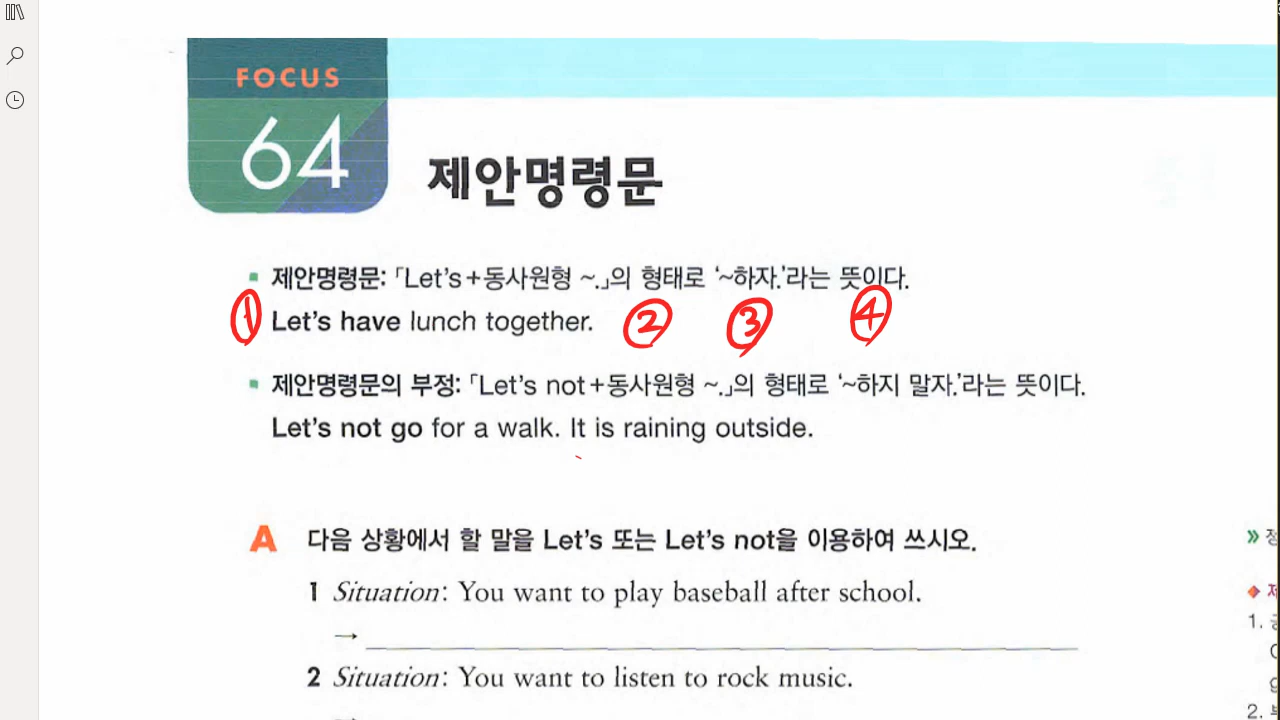 FOCUS
64
제안명령문
제안명령문: 「Let's+동사원형 ~.」의 형태로 '~하자.'라는 뜻이다.
① Let's have lunch together. ② ③ ④
제안명령문의 부정: 「Let's not+동사원형 ~.」의 형태로 '~하지 말자.'라는 뜻이다.
Let's not go for a walk. It is raining outside.
A 다음 상황에서 할 말을 Let's 또는 Let's not을 이용하여 쓰시오.
1 Situation: You want to play baseball after school.
→
2 Situation: You want to listen to rock music.
1.
2.